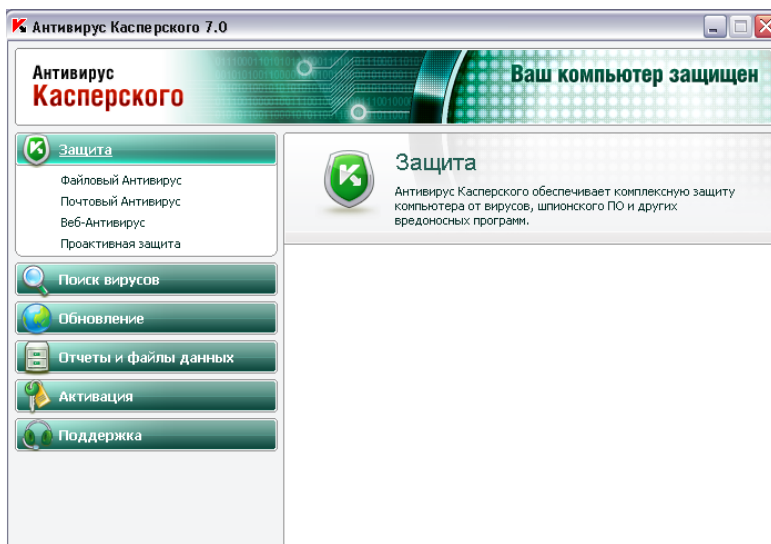 Антивирус Касперского 7.0
Антивирус
Касперского
Ваш компьютер защищен
Защита
Файловый Антивирус
Почтовый Антивирус
Веб-Антивирус
Проактивная защита
Поиск вирусов
Обновление
Отчеты и файлы данных
Активация
Поддержка
Защита
Антивирус Касперского обеспечивает комплексную защиту
компьютера от вирусов, шпионского ПО и других
вредоносных программ.